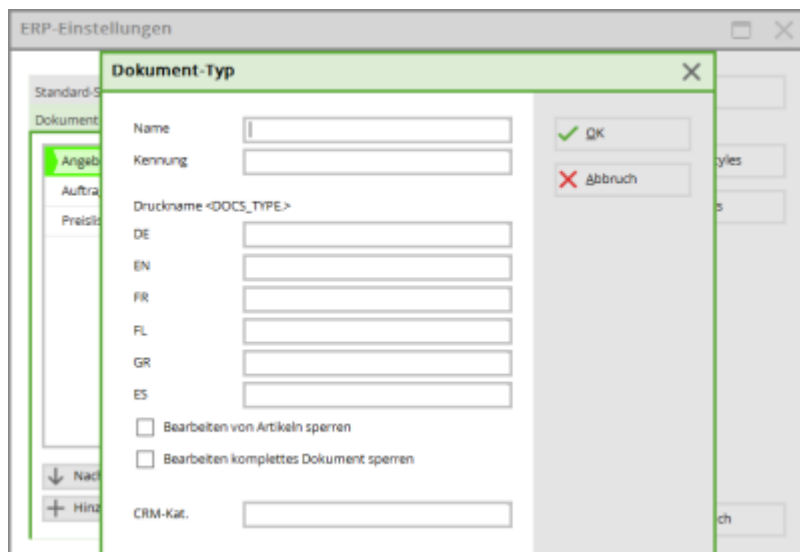 ERP-Einstellungen
Dokument-Typ
Standard-S
Dokument
Name
OK
Kennung
yles
Angeb
Abbruch
Auftra
s
Druckname <DOCS_TYPE.>
Preislis
DE
EN
FR
FL
GR
ES
Bearbeiten von Artikeln sperren
Bearbeiten komplettes Dokument sperren
Nach
Hinz
CRM-Kat.
ch